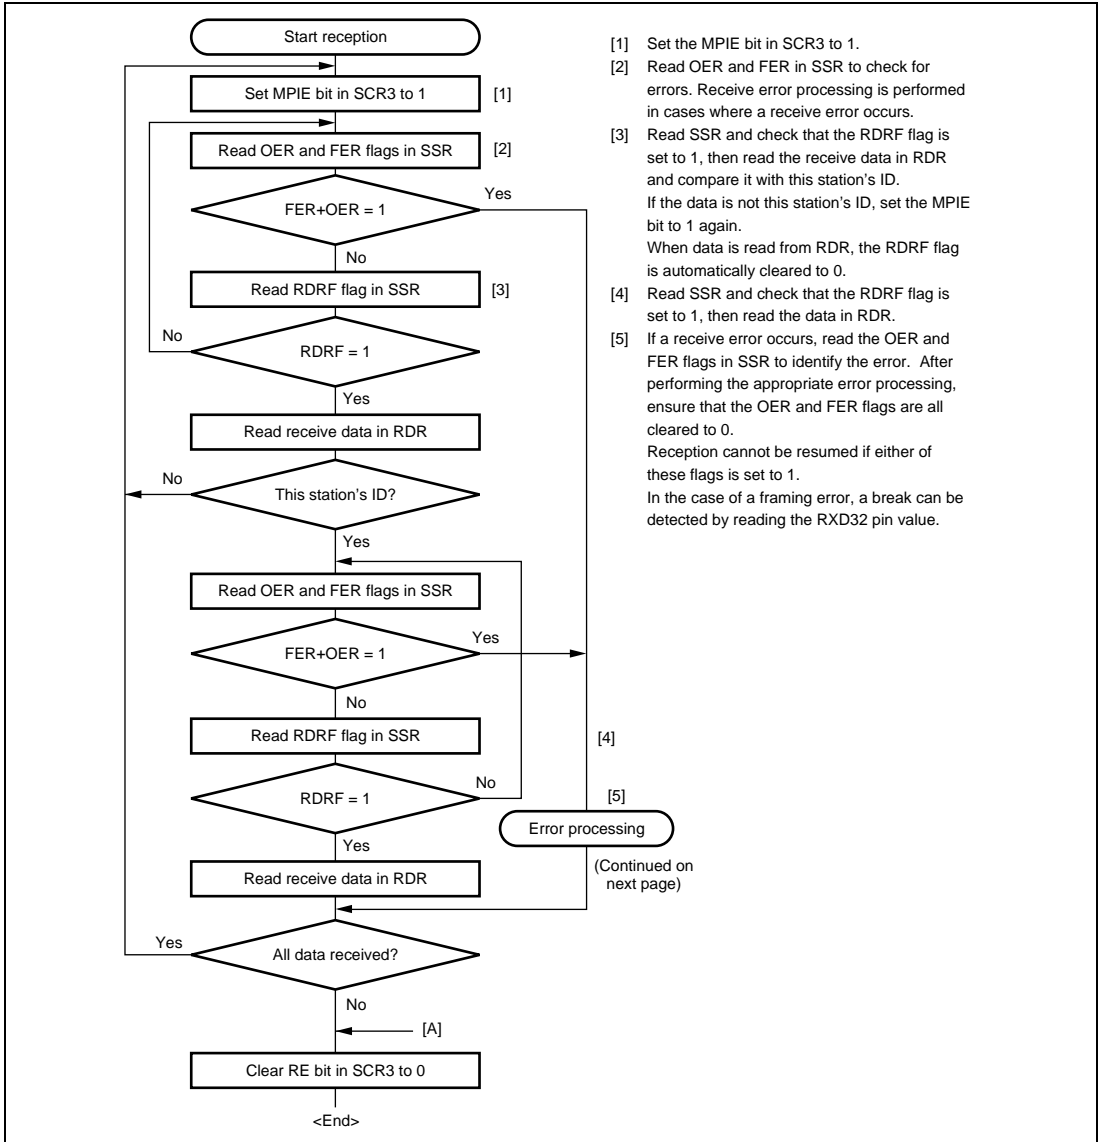 Start reception
Set MPIE bit in SCR3 to 1
[1]
Read OER and FER flags in SSR
[2]
Yes
FER+OER = 1
No
Read RDRF flag in SSR
[3]
No
RDRF = 1
Yes
Read receive data in RDR
No
This station's ID?
Yes
Read OER and FER flags in SSR
Yes
FER+OER = 1
No
Read RDRF flag in SSR
[4]
No
RDRF = 1
[5]
Error processing
Yes
(Continued on
next page)
Read receive data in RDR
Yes
All data received?
No
[A]
Clear RE bit in SCR3 to 0
<End>
[1] Set the MPIE bit in SCR3 to 1.
[2] Read OER and FER in SSR to check for
errors. Receive error processing is performed
in cases where a receive error occurs.
[3] Read SSR and check that the RDRF flag is
set to 1, then read the receive data in RDR
and compare it with this station's ID.
If the data is not this station's ID, set the MPIE
bit to 1 again.
When data is read from RDR, the RDRF flag
is automatically cleared to 0.
[4] Read SSR and check that the RDRF flag is
set to 1, then read the data in RDR.
[5] If a receive error occurs, read the OER and
FER flags in SSR to identify the error. After
performing the appropriate error processing,
ensure that the OER and FER flags are all
cleared to 0.
Reception cannot be resumed if either of
these flags is set to 1.
In the case of a framing error, a break can be
detected by reading the RXD32 pin value.